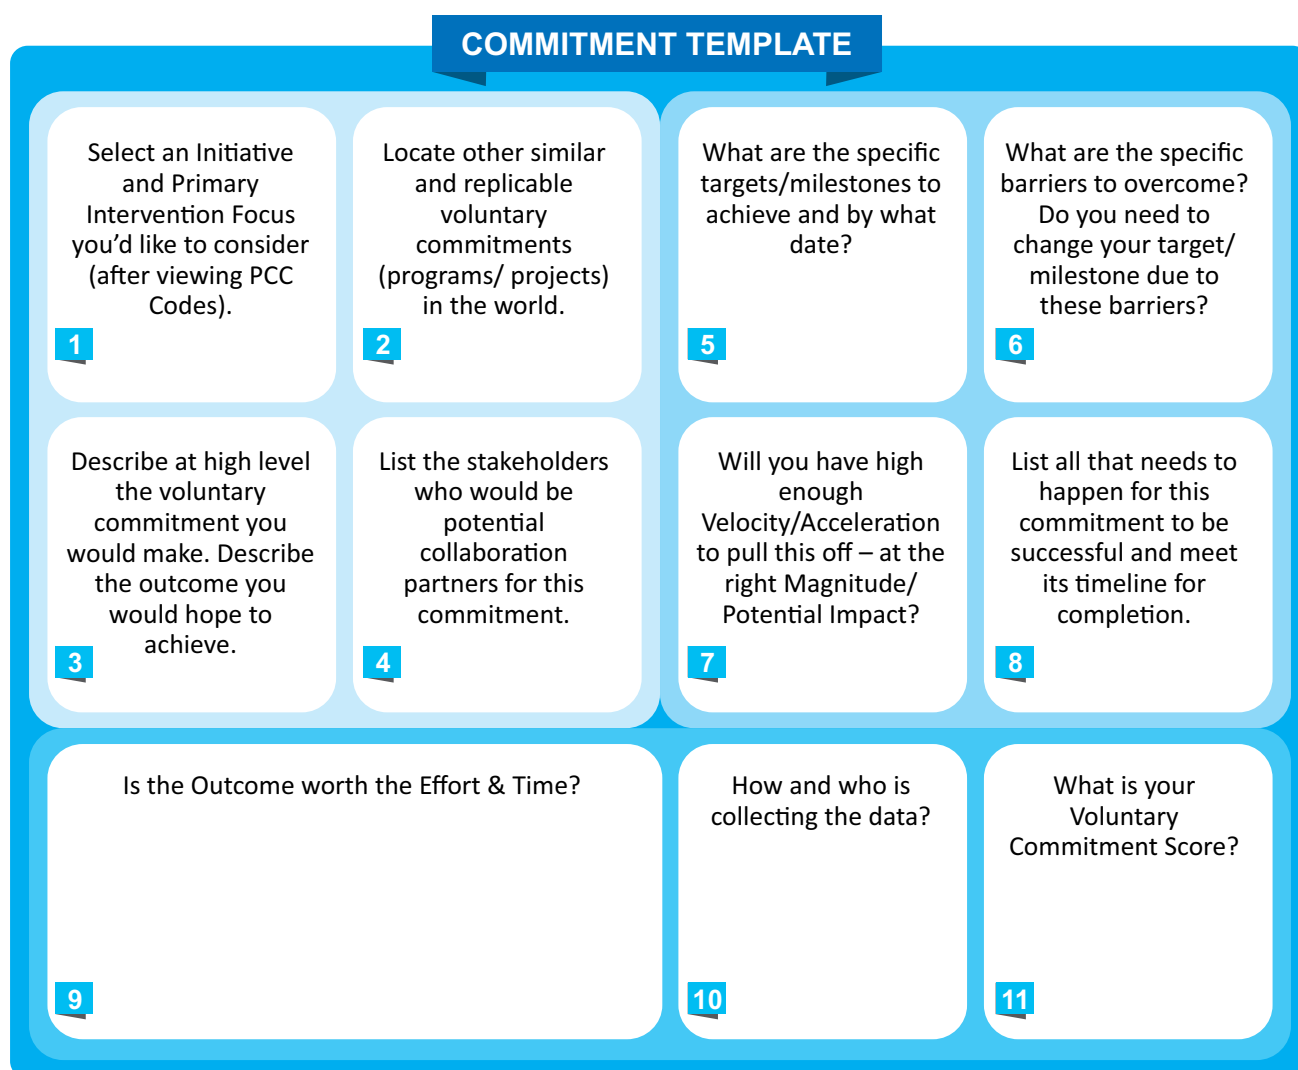 COMMITMENT TEMPLATE
Select an Initiative
and Primary
Intervention Focus
you’d like to consider
(after viewing PCC
Codes).
1
Locate other similar
and replicable
voluntary
commitments
(programs/ projects)
in the world.
2
Describe at high level
the voluntary
commitment you
would make. Describe
the outcome you
would hope to
achieve.
3
List the stakeholders
who would be
potential
collaboration
partners for this
commitment.
4
What are the specific
targets/milestones to
achieve and by what
date?
5
What are the specific
barriers to overcome?
Do you need to
change your target/
milestone due to
these barriers?
6
Will you have high
enough
Velocity/Acceleration
to pull this off – at the
right Magnitude/
Potential Impact?
7
List all that needs to
happen for this
commitment to be
successful and meet
its timeline for
completion.
8
Is the Outcome worth the Effort & Time?
9
How and who is
collecting the data?
10
What is your
Voluntary
Commitment Score?
11